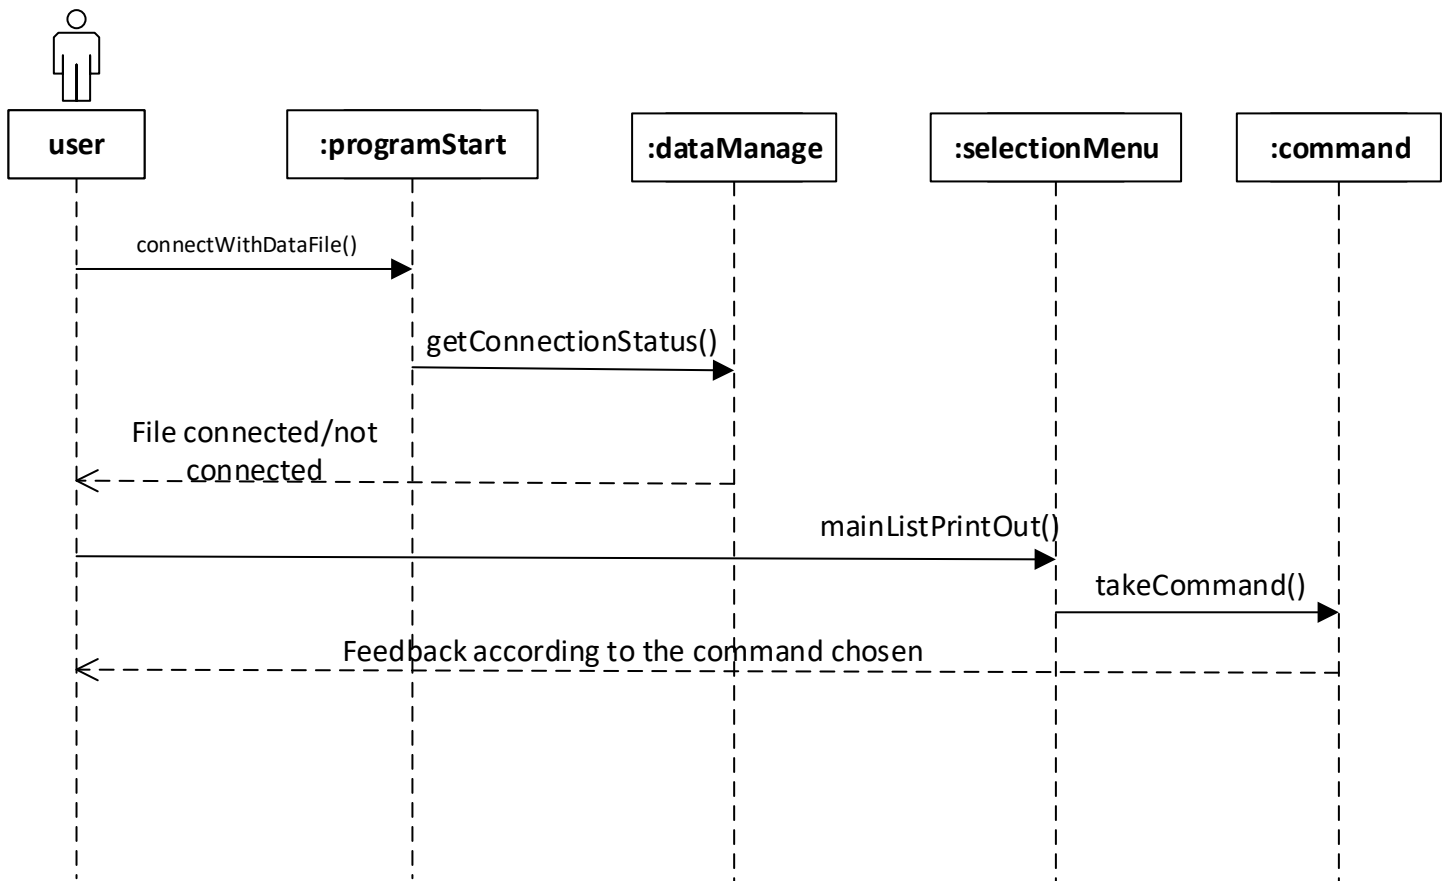 user
:programStart
:dataManage
:selectionMenu
:command
connectWithDataFile()
getConnectionStatus()
File connected/not
connected
mainListPrintOut()
takeCommand()
Feedback according to the command chosen